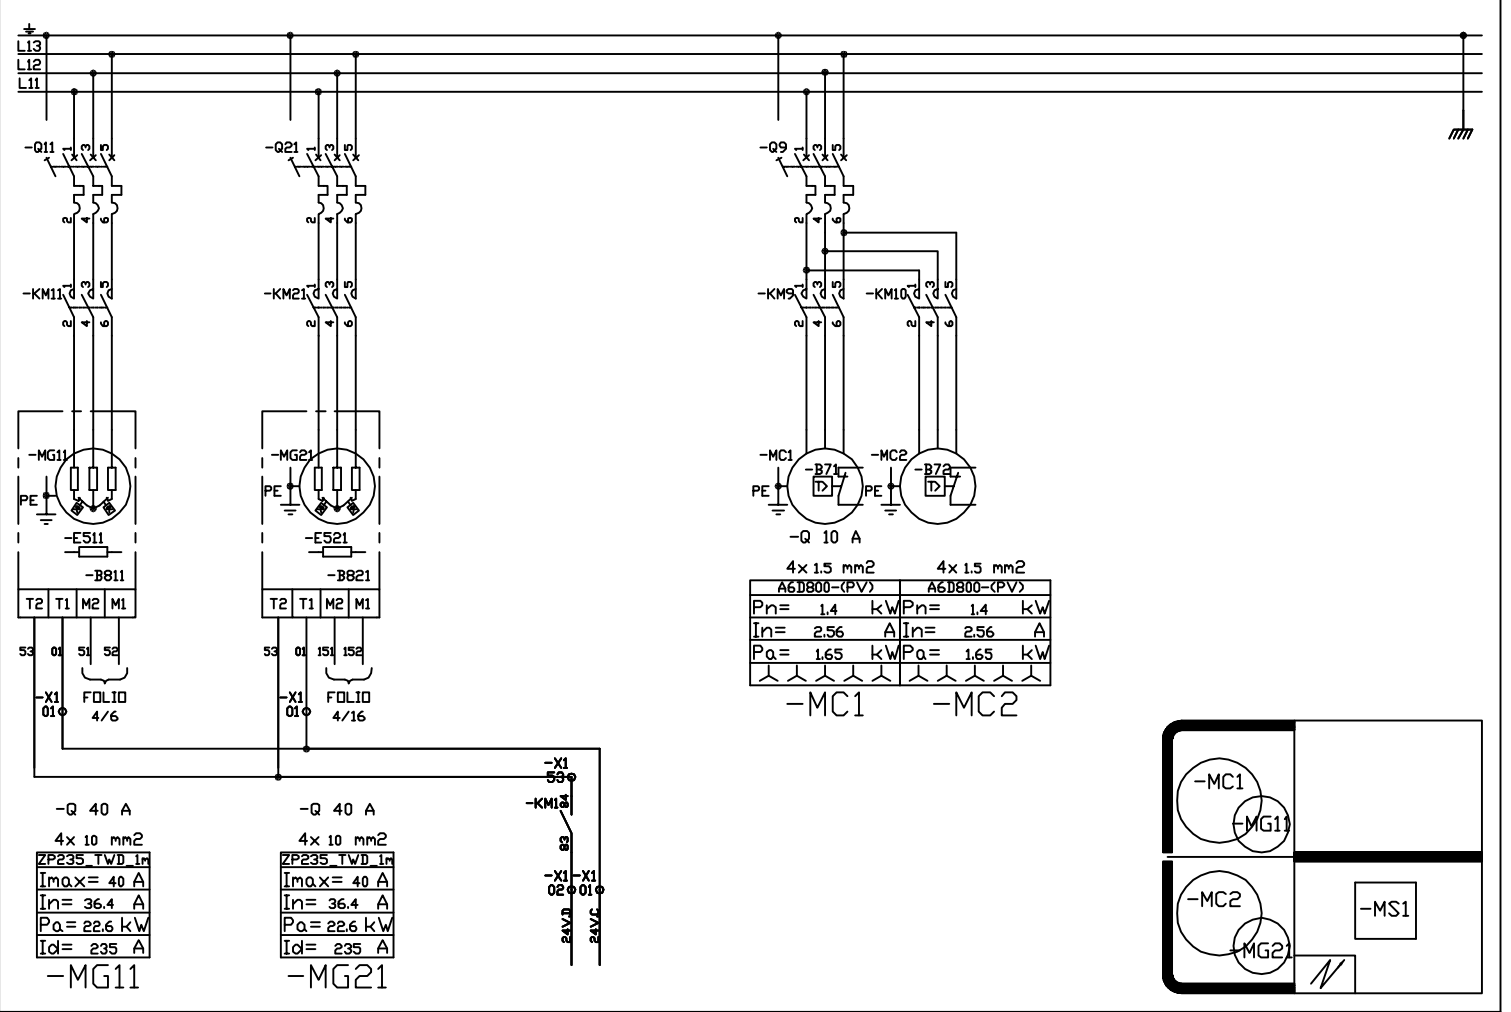 L13
L12
L11
-Q11 1 3 5
-Q21 1 3 5
-Q9 1 3 5
2 4 6
2 4 6
2 4 6
-KM11 1 3 5
-KM21 1 3 5
-KM9 1 3 5
-KM10 1 3 5
2 4 6
2 4 6
2 4 6
2 4 6
-MG11
-MG21
-MC1
-MC2
-B71
-B72
PE
PE
PE
T>
PE
T>
-E511
-E521
-Q 10 A
-B811
-B821
4x 1.5 mm2
4x 1.5 mm2
A6D800-(PV)
A6D800-(PV)
T2 T1 M2 M1
T2 T1 M2 M1
Pn= 1.4 kW
Pn= 1.4 kW
In= 2.56 A
In= 2.56 A
Pa= 1.65 kW
Pa= 1.65 kW
53 01 51 52
53 01 151 152
-X1
01
FOLIO
4/6
-X1
01
FOLIO
4/16
-MC1
-MC2
-X1
53
-KM1
84
83
-X1
02
-X1
01
24V.D
24V.C
-Q 40 A
4x 10 mm2
ZP235_TWD_1m
Imax= 40 A
In= 36.4 A
Pa= 22.6 kW
Id= 235 A
-MG11
-Q 40 A
4x 10 mm2
ZP235_TWD_1m
Imax= 40 A
In= 36.4 A
Pa= 22.6 kW
Id= 235 A
-MG21
-MC1
-MG11
-MC2
-MG21
-MS1